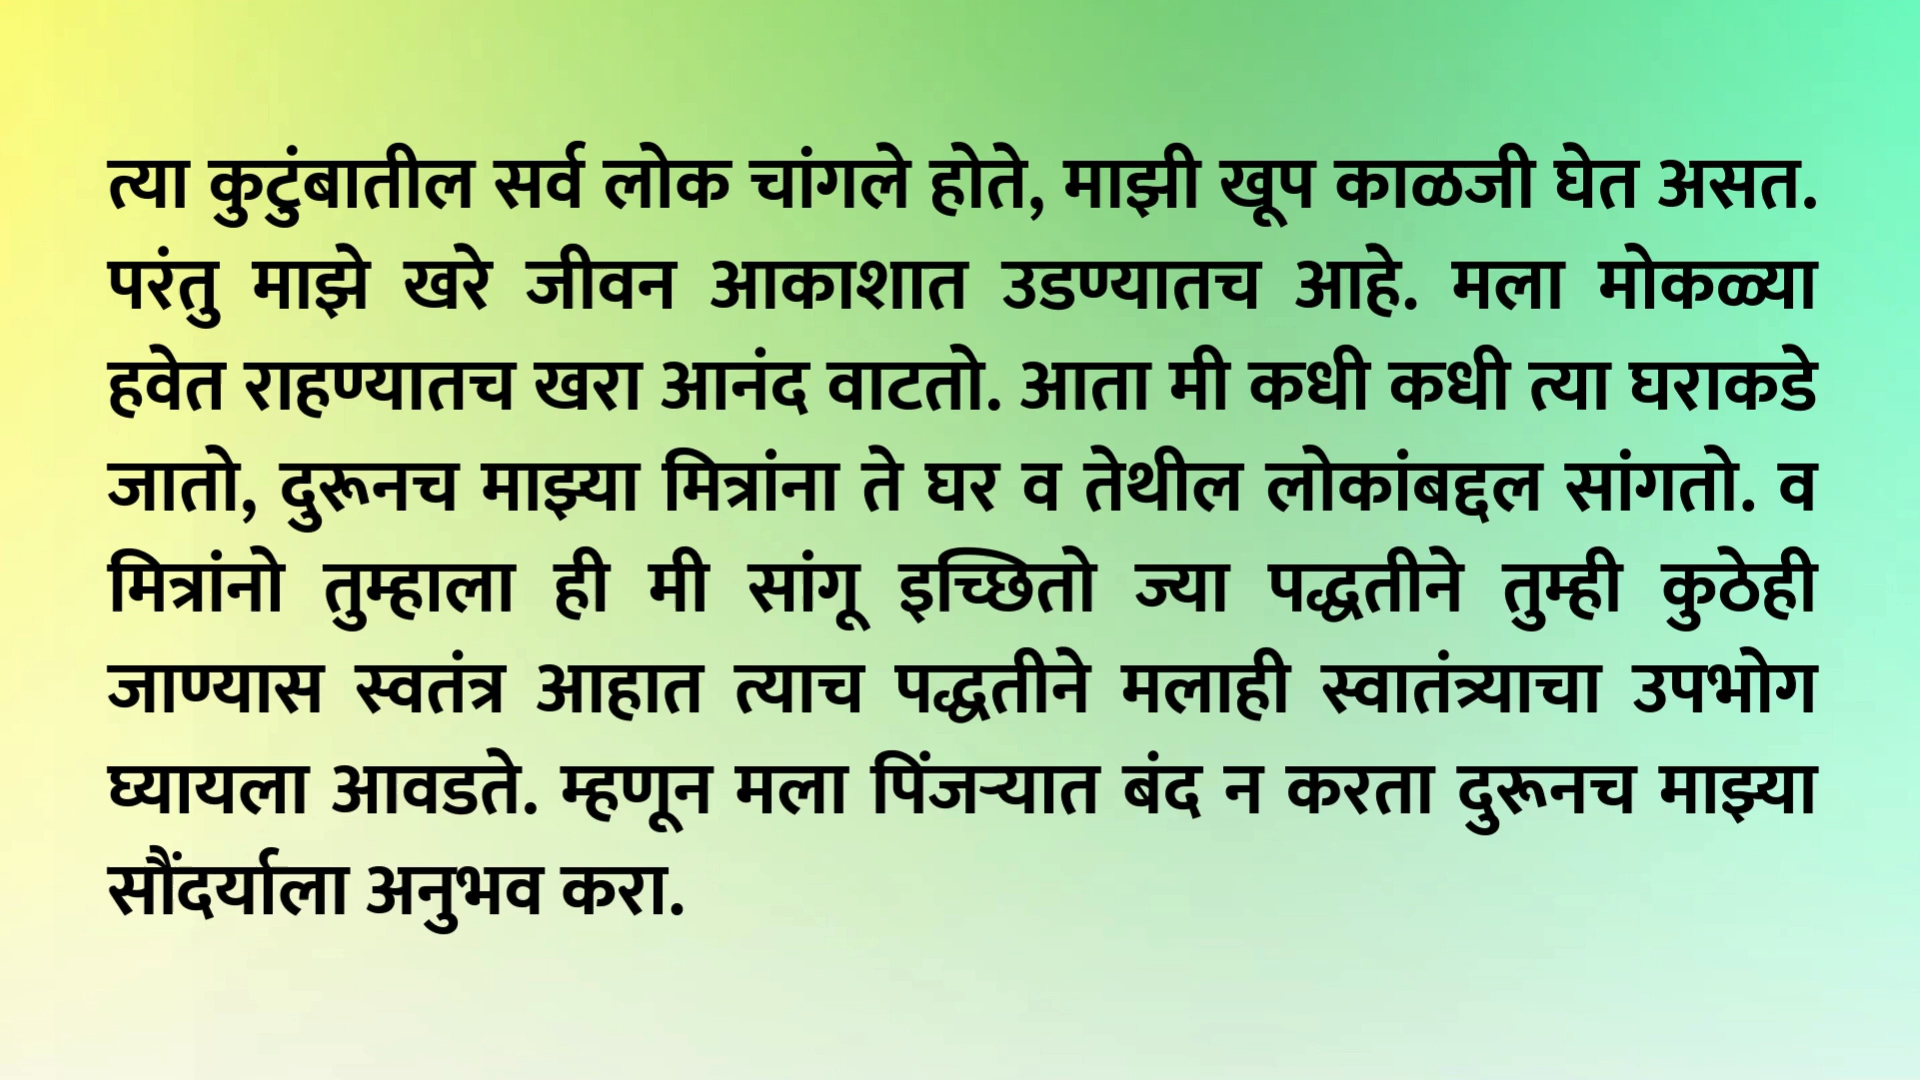 त्या कुटुंबातील सर्व लोक चांगले होते, माझी खूप काळजी घेत असत.
परंतु माझे खरे जीवन आकाशात उडण्यातच आहे. मला मोकळ्या
हवेत राहण्यातच खरा आनंद वाटतो. आता मी कधी कधी त्या घराकडे
जातो, दुरूनच माझ्या मित्रांना ते घर व तेथील लोकांबद्दल सांगतो. व
मित्रांनो तुम्हाला ही मी सांगू इच्छितो ज्या पद्धतीने तुम्ही कुठेही
जाण्यास स्वतंत्र आहात त्याच पद्धतीने मलाही स्वातंत्र्याचा उपभोग
घ्यायला आवडते. म्हणून मला पिंजऱ्यात बंद न करता दुरूनच माझ्या
सौंदर्याला अनुभव करा.